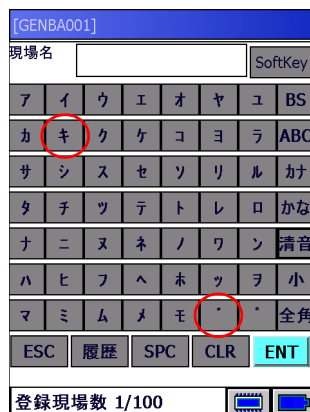 [GENBA001]
現場名 SoftKey
ア イ ウ エ オ ヤ ユ BS
カ キ ク ケ コ ヨ ラ ABC
サ シ ス セ ソ リ ル カナ
タ チ ツ テ ト レ ロ かな
ナ ニ ヌ ネ ノ ワ ン 清音
ハ ヒ フ ヘ ホ ッ ヲ 小
マ ミ ム メ モ ゛ ゜ 全角
ESC 履歴 SPC CLR ENT
登録現場数 1/100